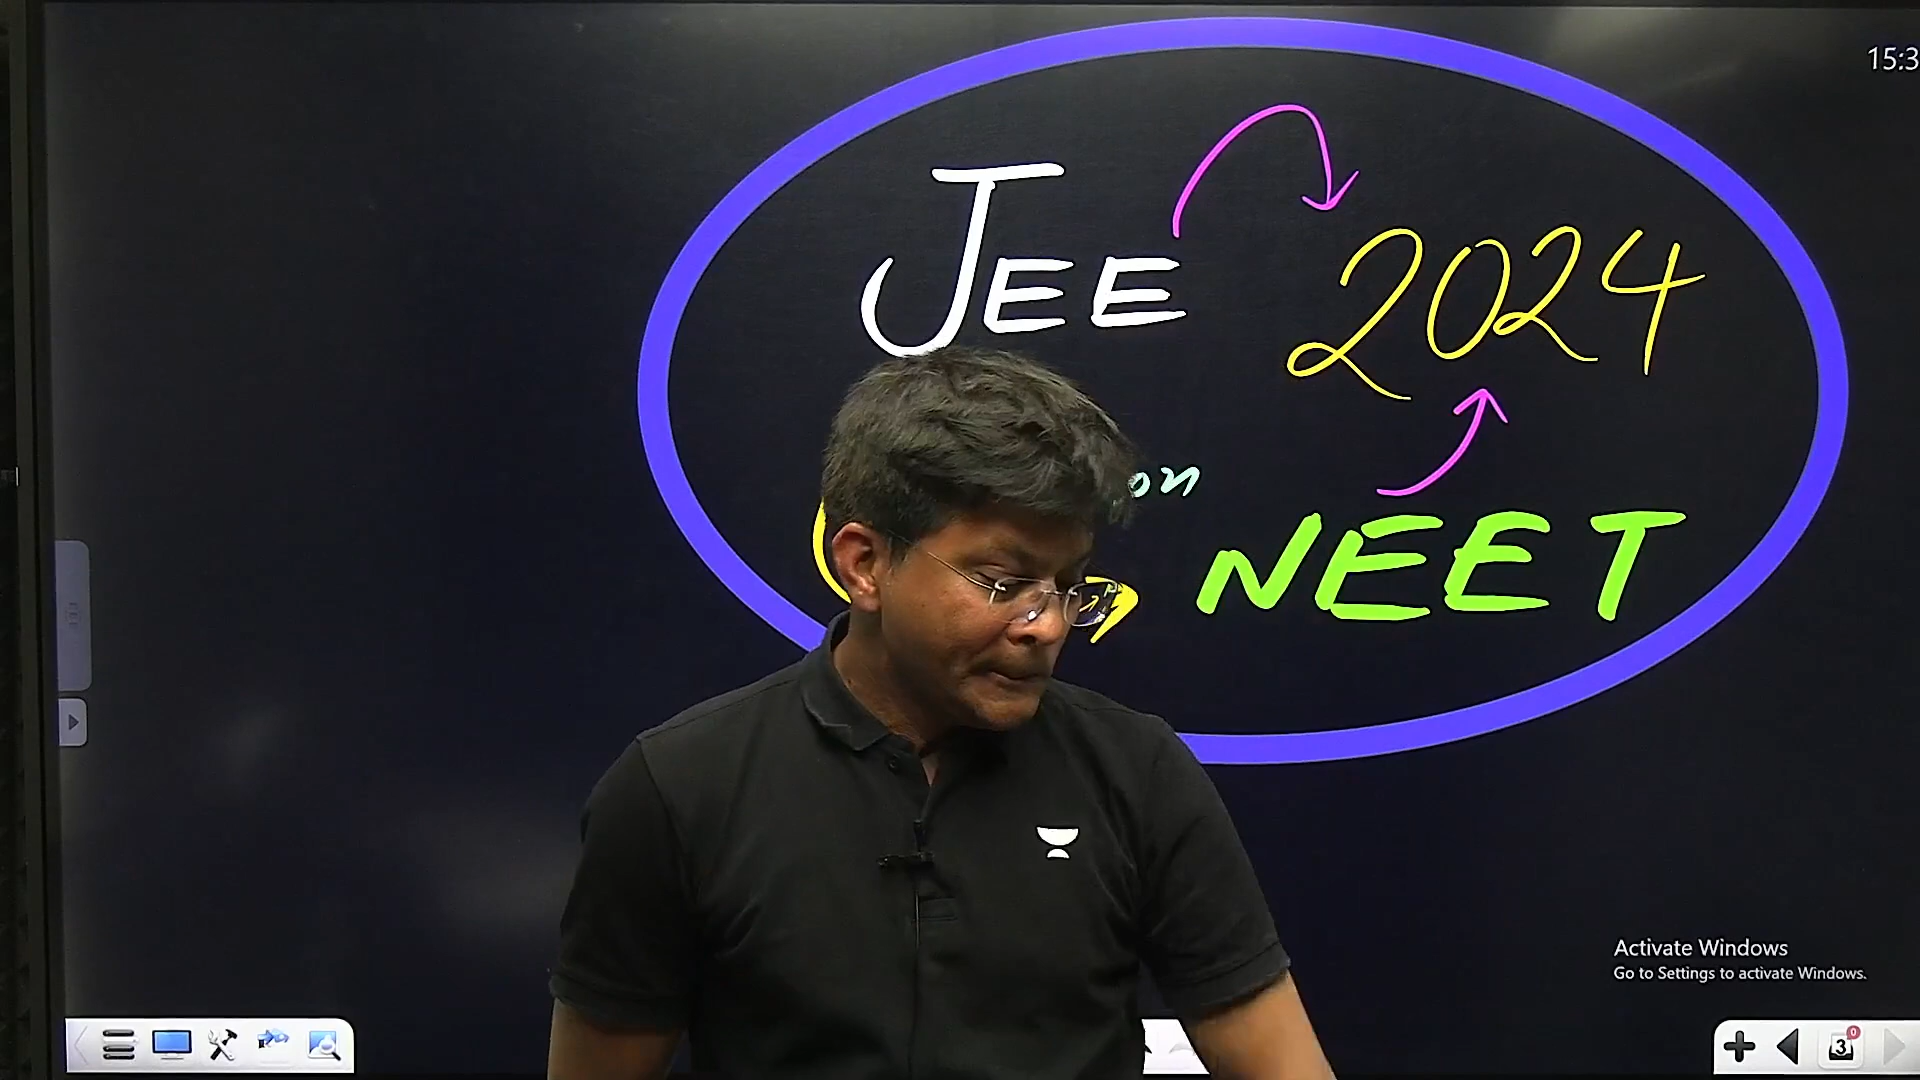 15:3
JEE 2024
on
NEET
Activate Windows
Go to Settings to activate Windows.
3